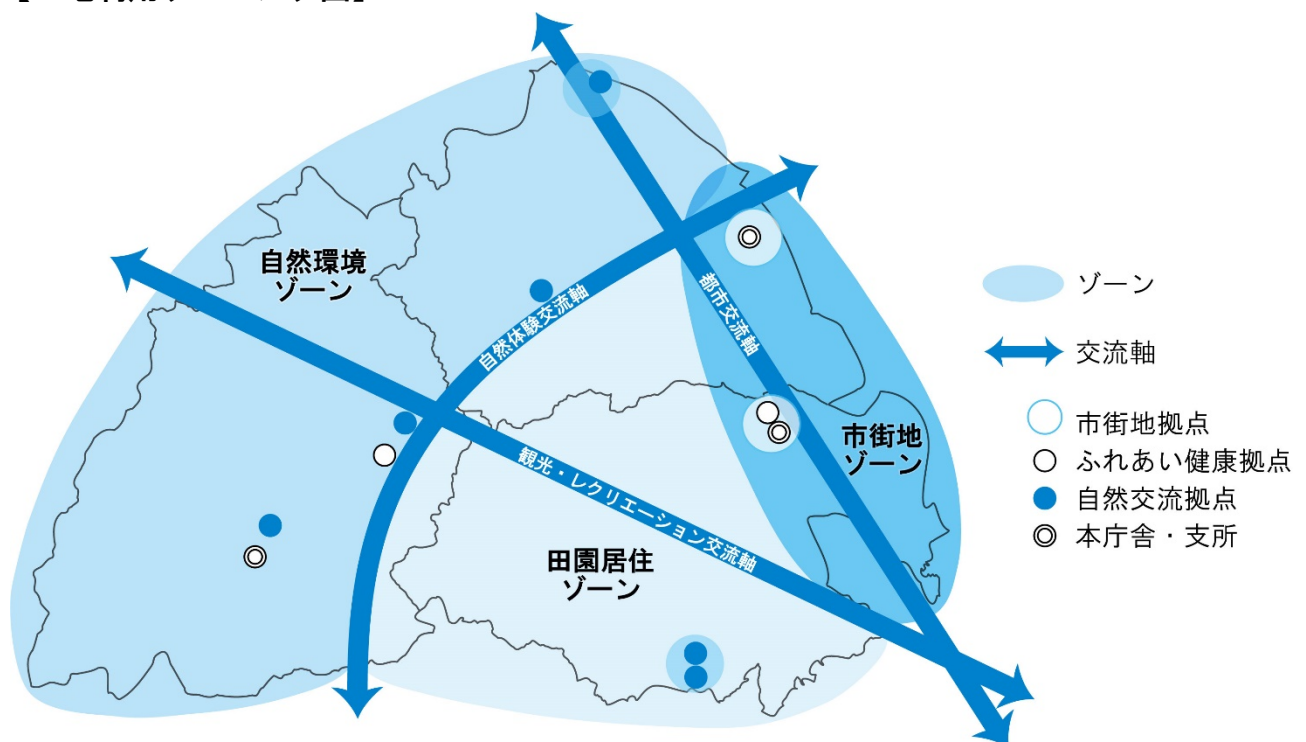 自然環境
ゾーン
自然体験交流軸
都市交流軸
観光・レクリエーション交流軸
市街地
ゾーン
田園居住
ゾーン
ゾーン
交流軸
市街地拠点
ふれあい健康拠点
自然交流拠点
本庁舎・支所